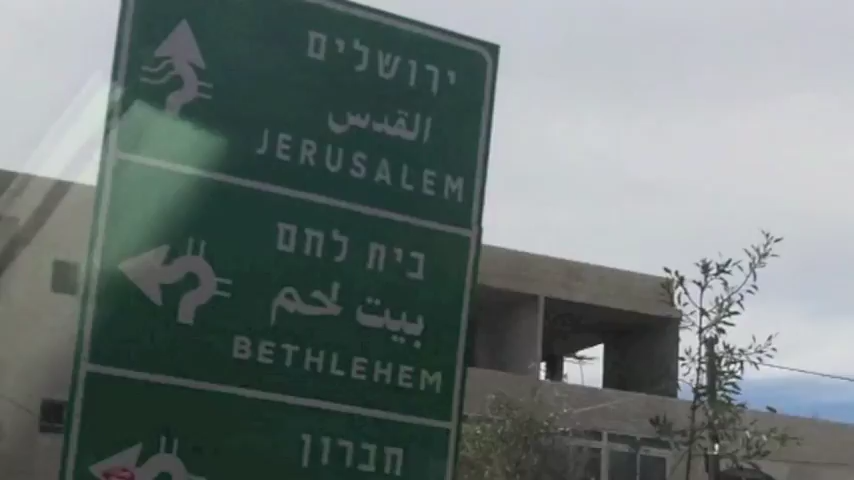 ירושלים
القدس
JERUSALEM
בית לחם
بيت لحم
BETHLEHEM
חברון